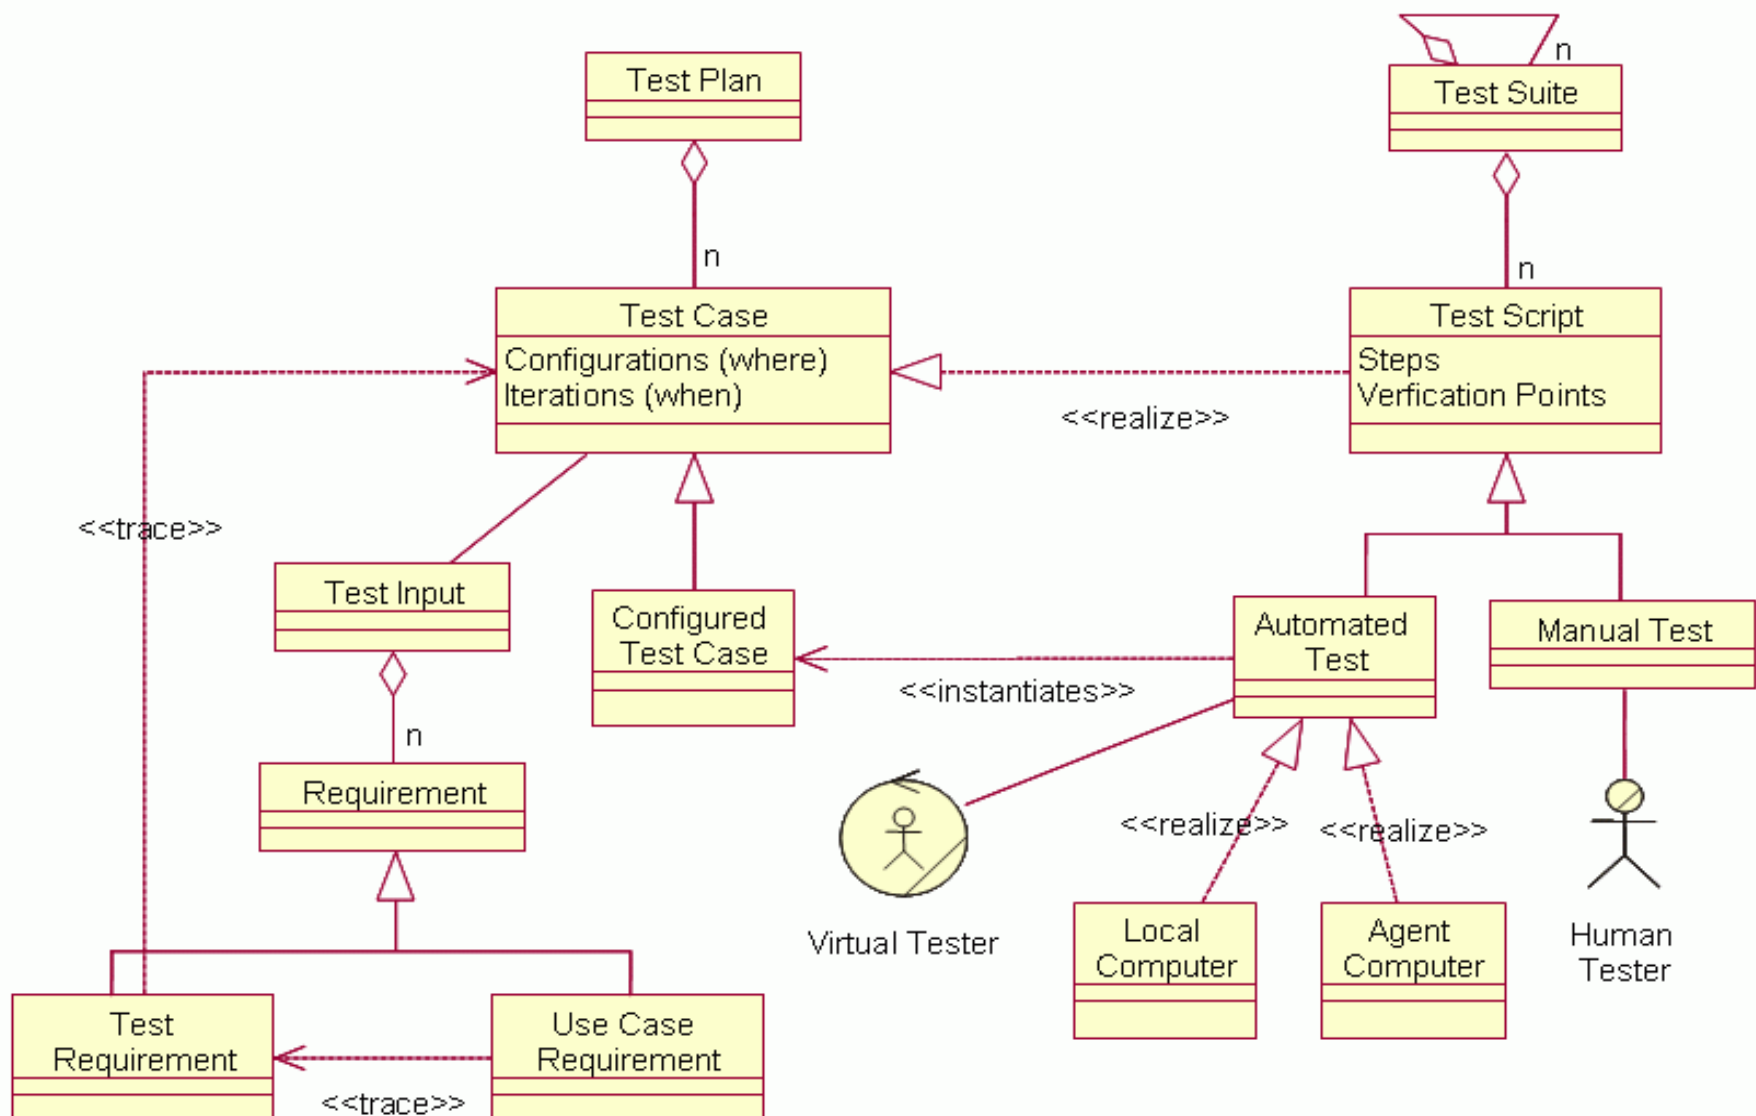 n
Test Plan
Test Suite
n
n
Test Case
Configurations (where)
Iterations (when)
Test Script
Steps
Verfication Points
<<realize>>
<<trace>>
Test Input
Configured
Test Case
Automated
Test
Manual Test
<<instantiates>>
n
Requirement
<<realize>>
<<realize>>
Virtual Tester
Local
Computer
Agent
Computer
Human
Tester
Test
Requirement
Use Case
Requirement
<<trace>>